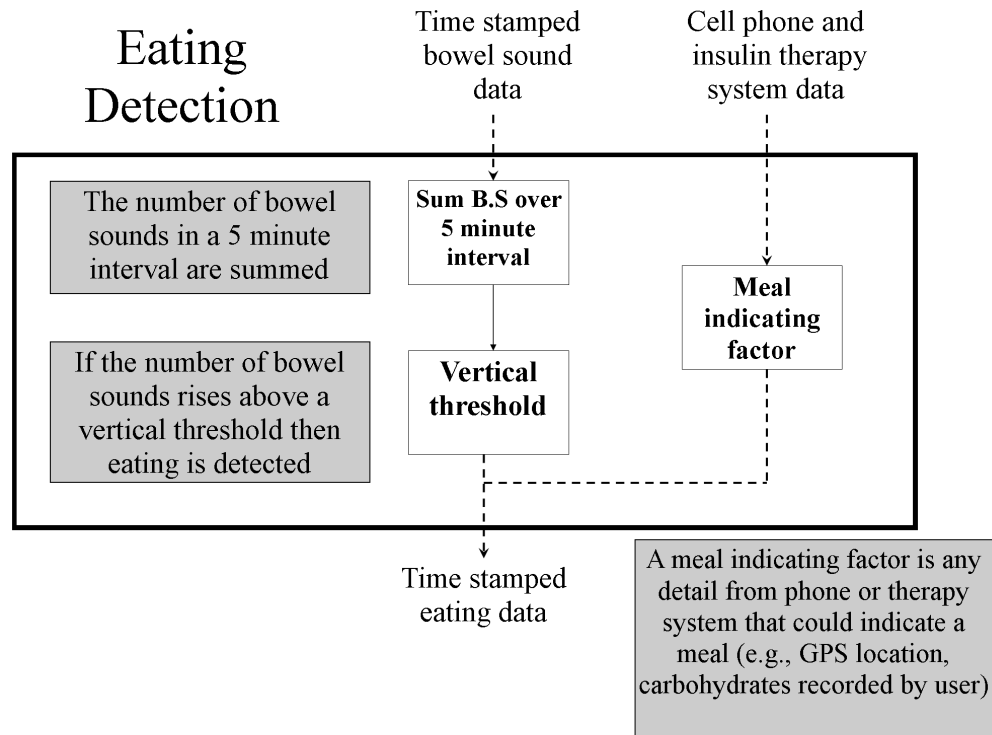 Eating
Detection
Time stamped
bowel sound
data
Cell phone and
insulin therapy
system data
The number of bowel
sounds in a 5 minute
interval are summed
Sum B.S over
5 minute
interval
Meal
indicating
factor
If the number of bowel
sounds rises above a
vertical threshold then
eating is detected
Vertical
threshold
Time stamped
eating data
A meal indicating factor is any
detail from phone or therapy
system that could indicate a
meal (e.g., GPS location,
carbohydrates recorded by user)